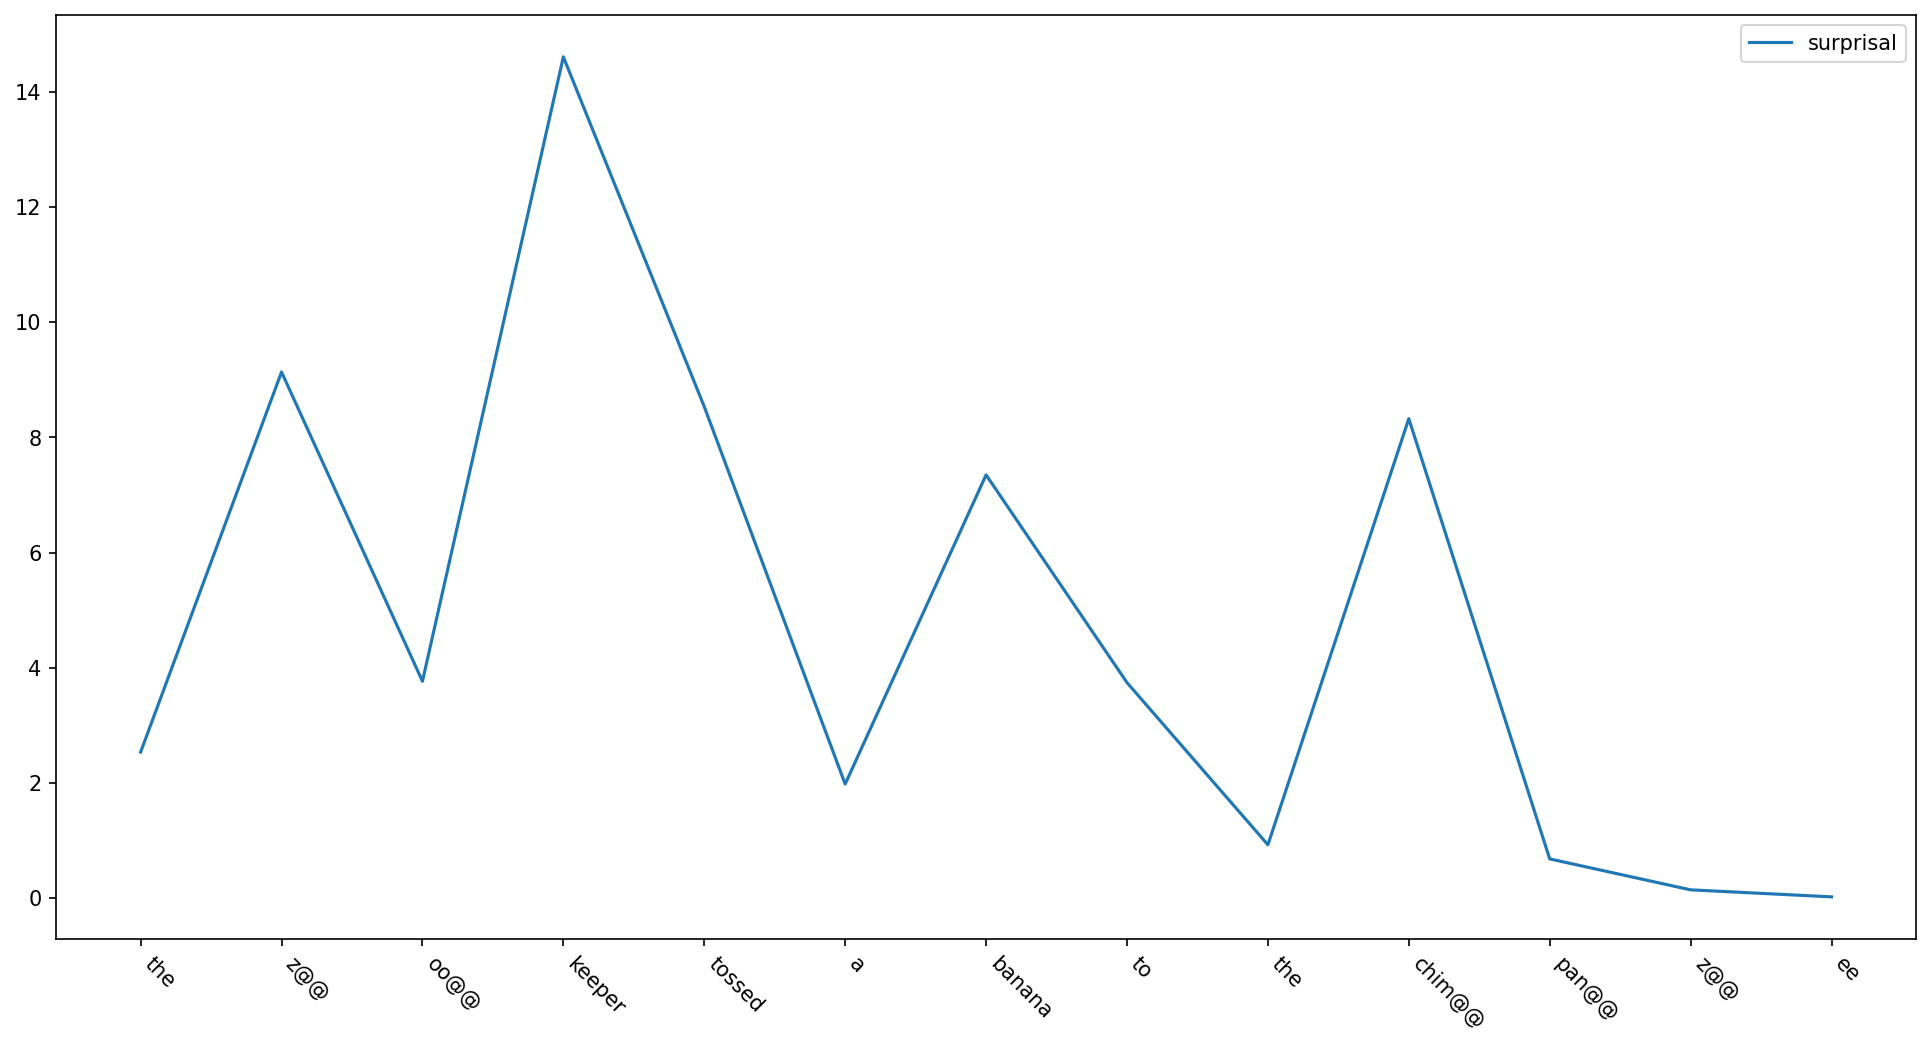 surprisal
14
12
10
8
6
4
2
0
the
z@@
oo@@
keeper
tossed
a
banana
to
the
chim@@
pan@@
z@@
ee